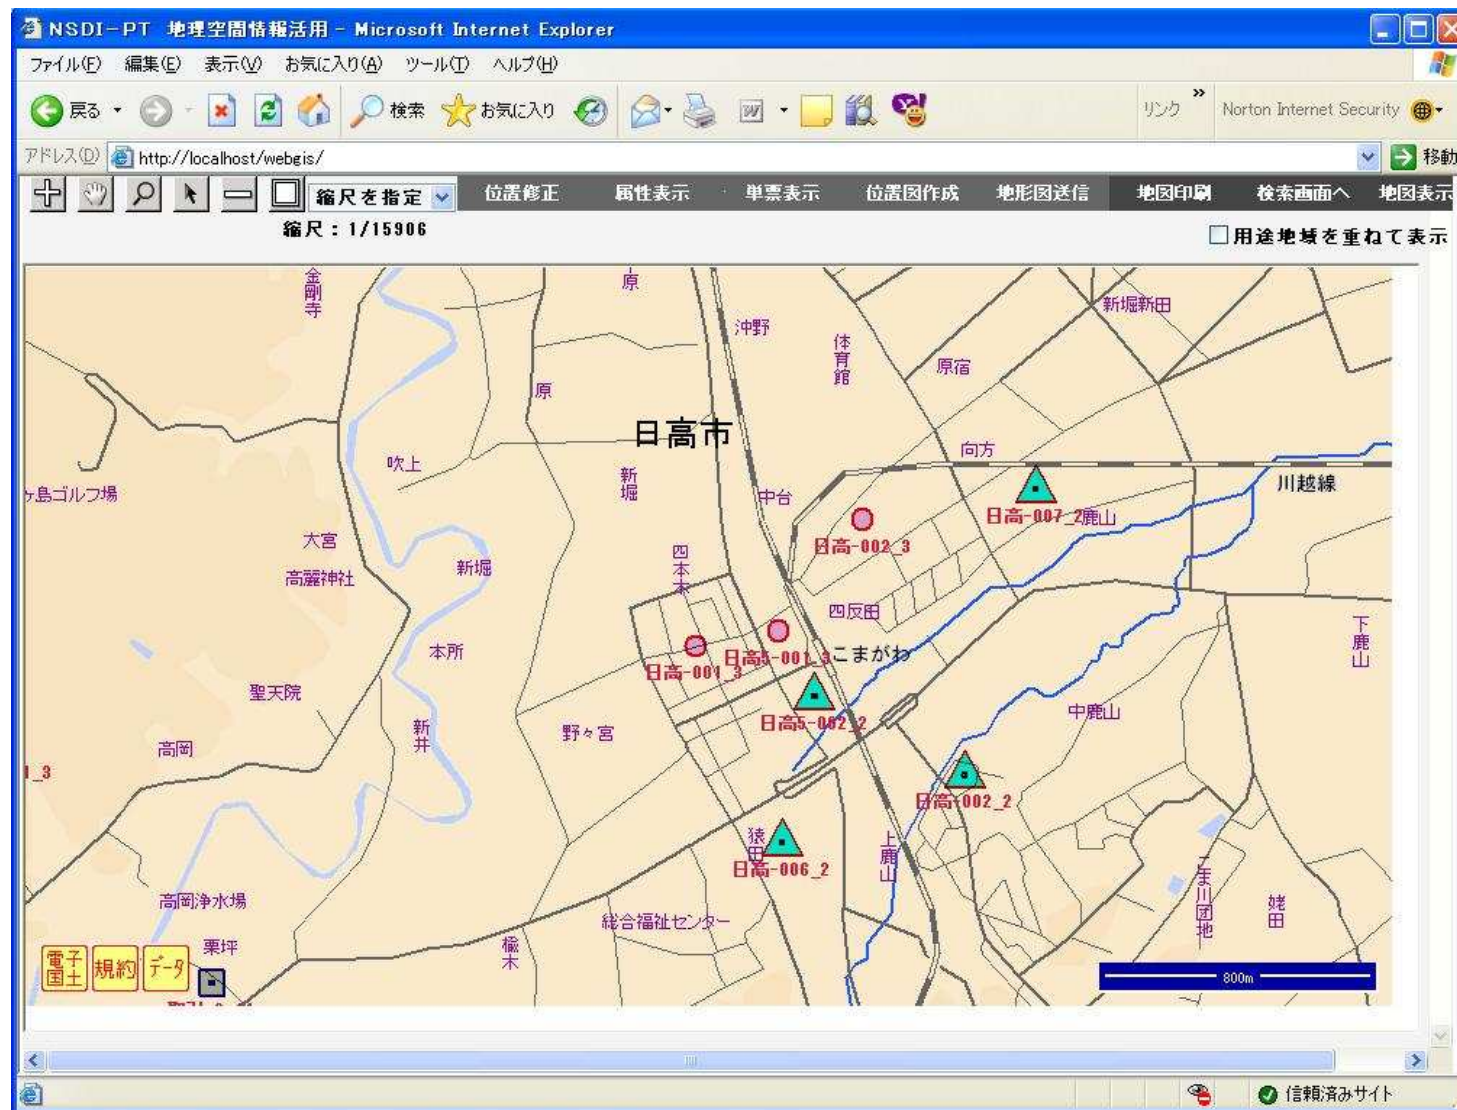 NSDI-PT 地理空間情報活用 - Microsoft Internet Explorer
ファイル(F) 編集(E) 表示(V) お気に入り(A) ツール(T) ヘルプ(H)
戻る 検索 お気に入り リンク » Norton Internet Security
アドレス(D) http://localhost/webgis/ 移動
縮尺を指定 位置修正 属性表示 単票表示 位置図作成 地形図送信 地図印刷 検索画面へ 地図表示
縮尺：1/15906
用途地域を重ねて表示
金剛寺
原
新堀新田
沖野
体育館
原宿
原
日高市
向方
吹上
新堀
ヶ島ゴルフ場
中台
川越線
日高-007_2
鹿山
大宮
日高-002_3
高麗神社
新堀
四本木
四反田
下鹿山
本所
日高-001_3
日高5-001_3
こまがわ
聖天院
新井
野々宮
日高5-002_2
中鹿山
高岡
1_3
日高-002_2
猿田
日高-006_2
上鹿山
こま川団地
高岡浄水場
総合福祉センター
姥田
栗坪
楡木
電子国土
規約
データ
800m
信頼済みサイト